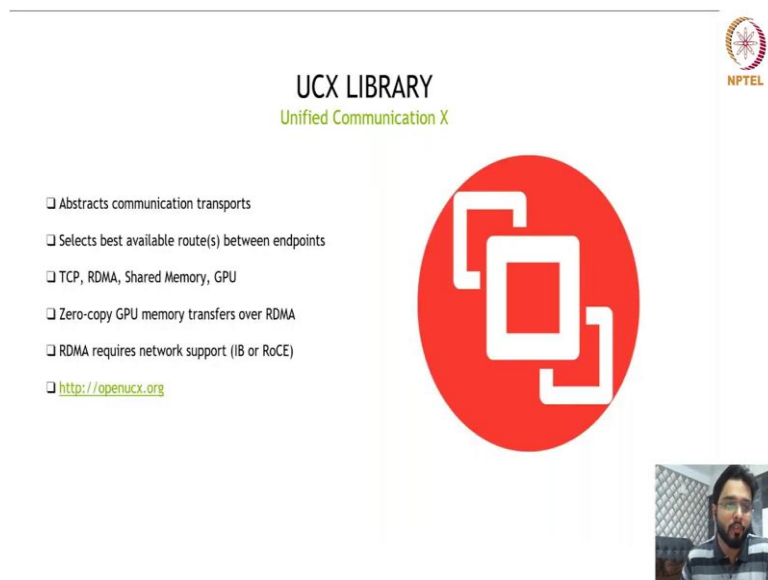 NPTEL
UCX LIBRARY
Unified Communication X
❑ Abstracts communication transports
❑ Selects best available route(s) between endpoints
❑ TCP, RDMA, Shared Memory, GPU
❑ Zero-copy GPU memory transfers over RDMA
❑ RDMA requires network support (IB or RoCE)
❑ http://openucx.org